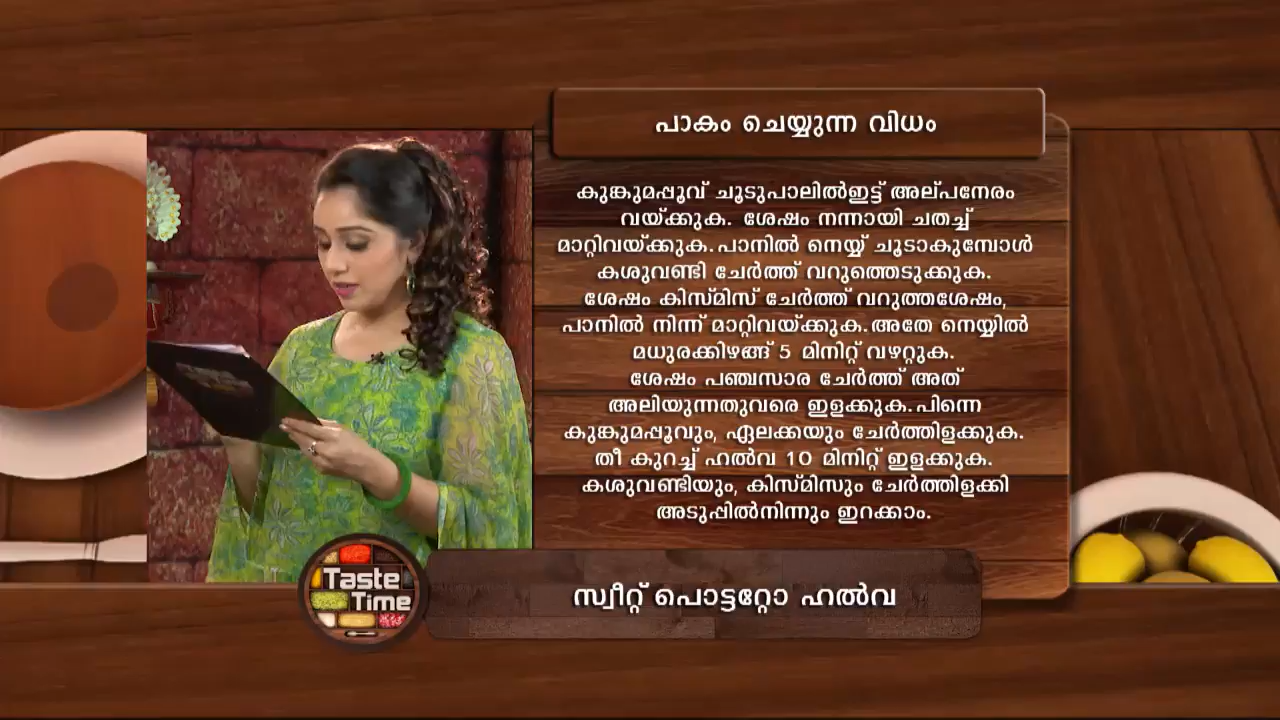 പാകം ചെയ്യുന്ന വിധം
കുങ്കുമപ്പൂവ് ചൂടുപാലിൽഇട്ട് അല്പനേരം
വയ്ക്കുക. ശേഷം നന്നായി ചതച്ച്
മാറ്റിവയ്ക്കുക. പാനിൽ നെയ്യ് ചൂടാകുമ്പോൾ
കശുവണ്ടി ചേർത്ത് വറുത്തെടുക്കുക.
ശേഷം കിസ്മിസ് ചേർത്ത് വറുത്തശേഷം,
പാനിൽ നിന്ന് മാറ്റിവയ്ക്കുക. അതേ നെയ്യിൽ
മധുരക്കിഴങ്ങ് 5 മിനിറ്റ് വഴറ്റുക.
ശേഷം പഞ്ചസാര ചേർത്ത് അത്
അലിയുന്നതുവരെ ഇളക്കുക. പിന്നെ
കുങ്കുമപ്പൂവും, ഏലക്കയും ചേർത്തിളക്കുക.
തീ കുറച്ച് ഹൽവ 10 മിനിറ്റ് ഇളക്കുക.
കശുവണ്ടിയും, കിസ്മിസും ചേർത്തിളക്കി
അടുപ്പിൽനിന്നും ഇറക്കാം.
Taste
Time
സ്വീറ്റ് പൊട്ടറ്റോ ഹൽവ